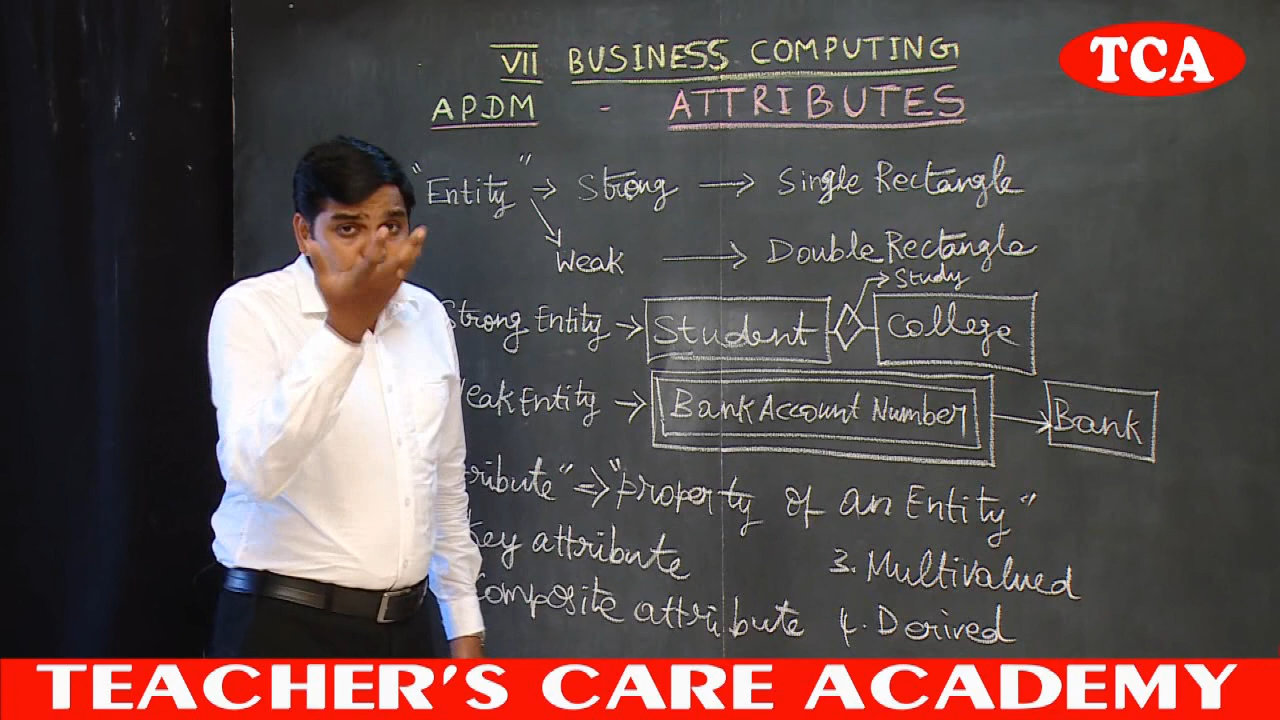 TCA
VII BUSINESS COMPUTING
APDM - ATTRIBUTES
"Entity" → Strong → Single Rectangle
Weak → Double Rectangle
Study
Strong Entity → Student College
eak Entity → Bank Account Number → Bank
ribute" => "property of an Entity"
Key attribute 3. Multivalued
Composite attribute 4. Derived
TEACHER'S CARE ACADEMY